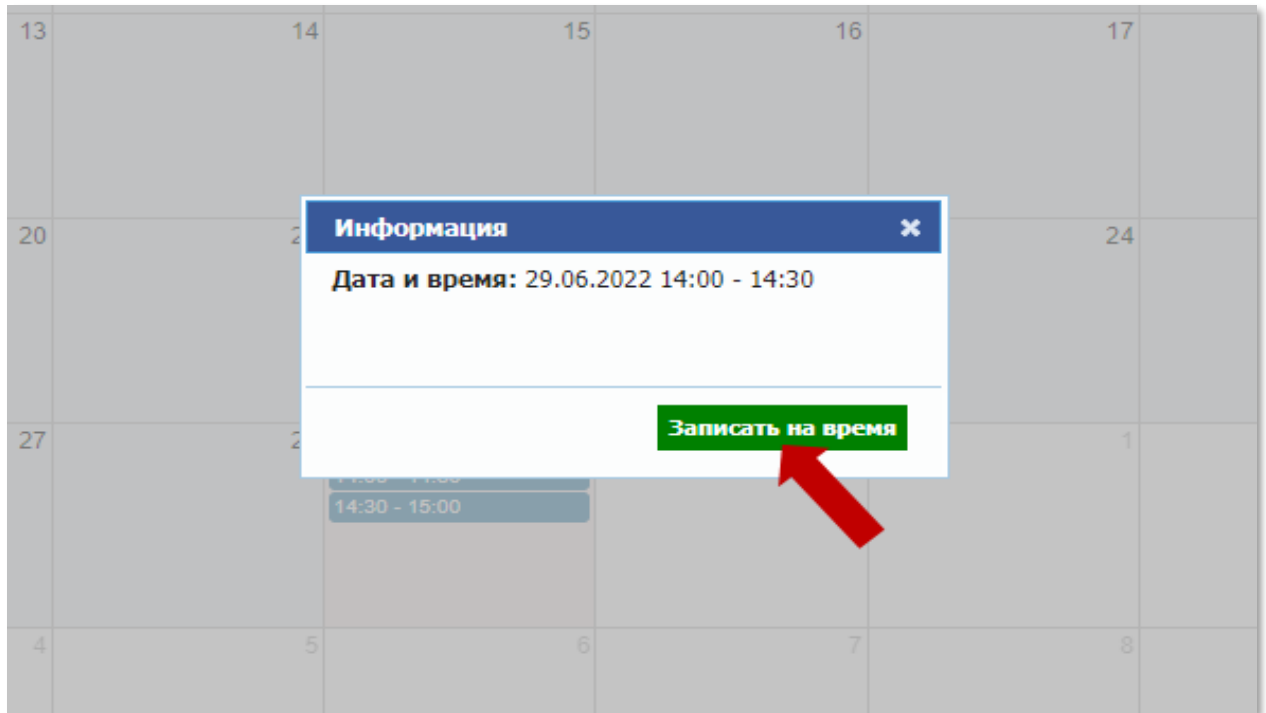 13 14 15 16 17
Информация
20 24
Дата и время: 29.06.2022 14:00 - 14:30
Записать на время
27 1
14:30 - 15:00
4 5 6 7 8